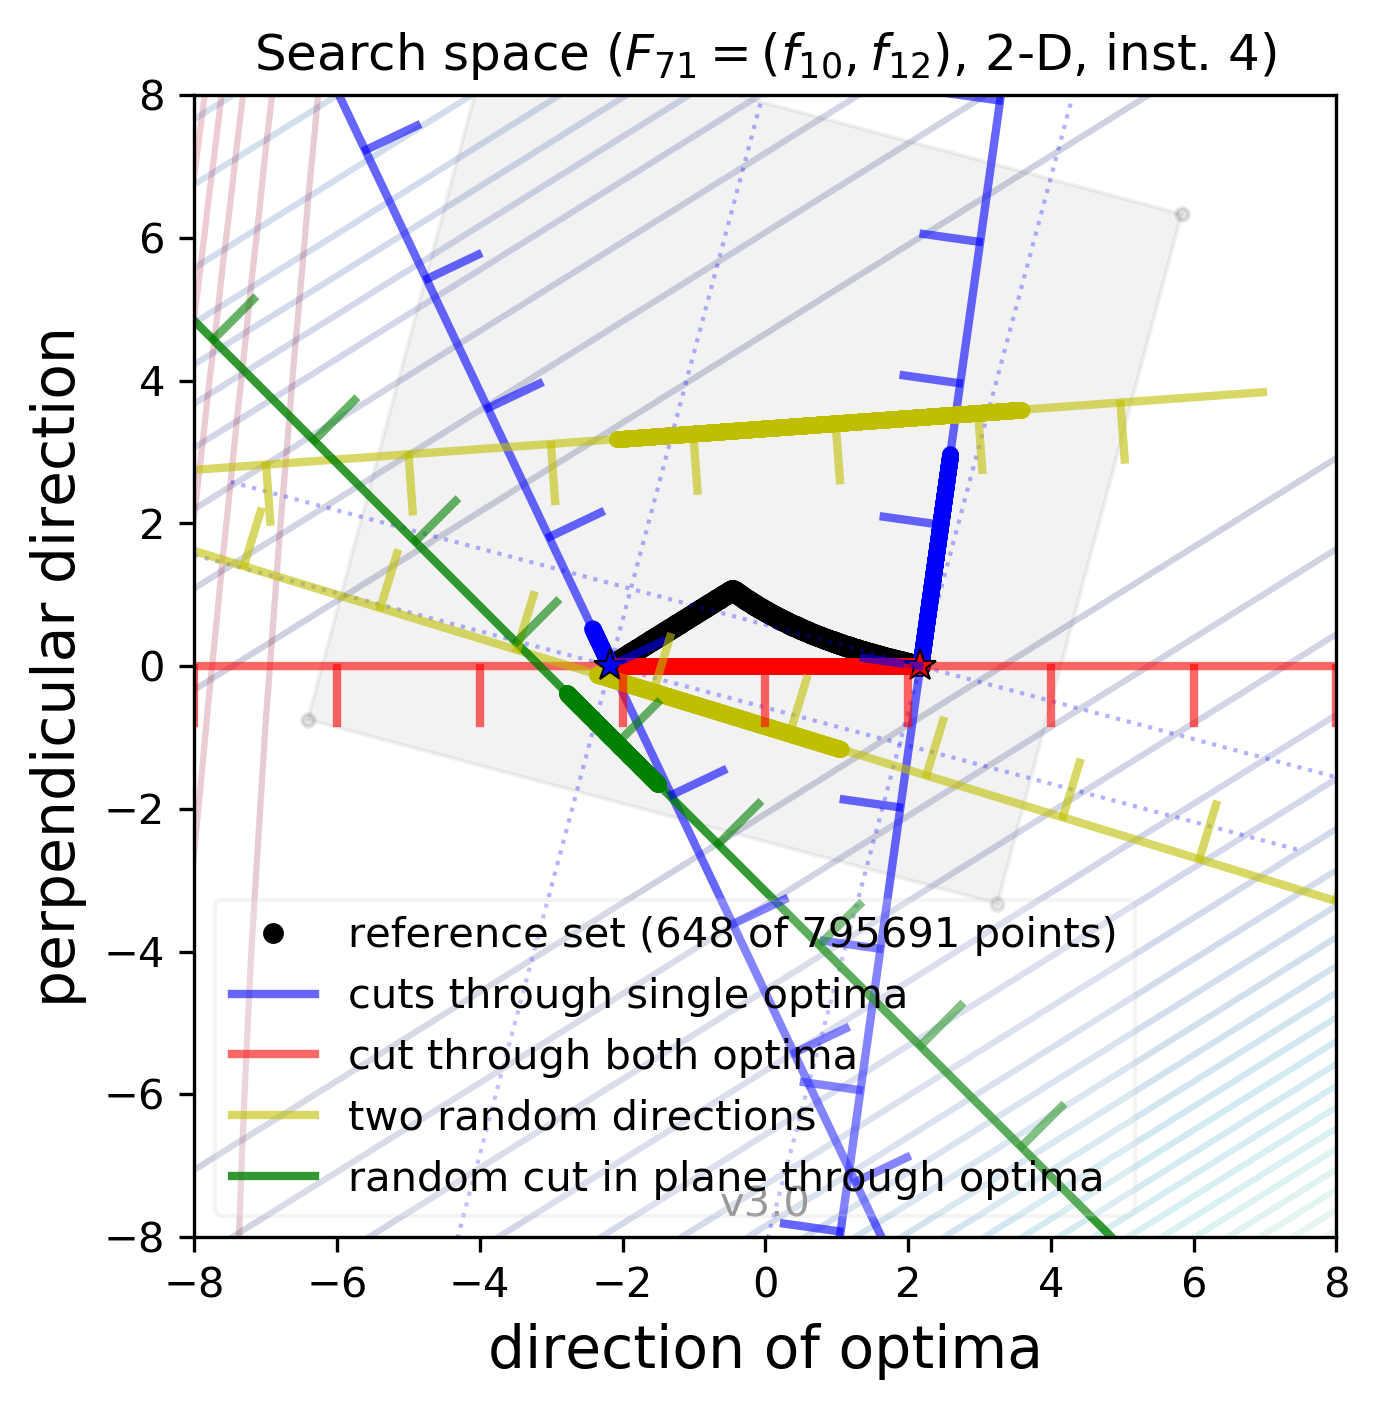 Search space (F₇₁ = (f₁₀, f₁₂), 2-D, inst. 4)
8
6
4
2
0
−2
−4
−6
−8
perpendicular direction
reference set (648 of 795691 points)
cuts through single optima
cut through both optima
two random directions
random cut in plane through optima
v3.0
−8 −6 −4 −2 0 2 4 6 8
direction of optima